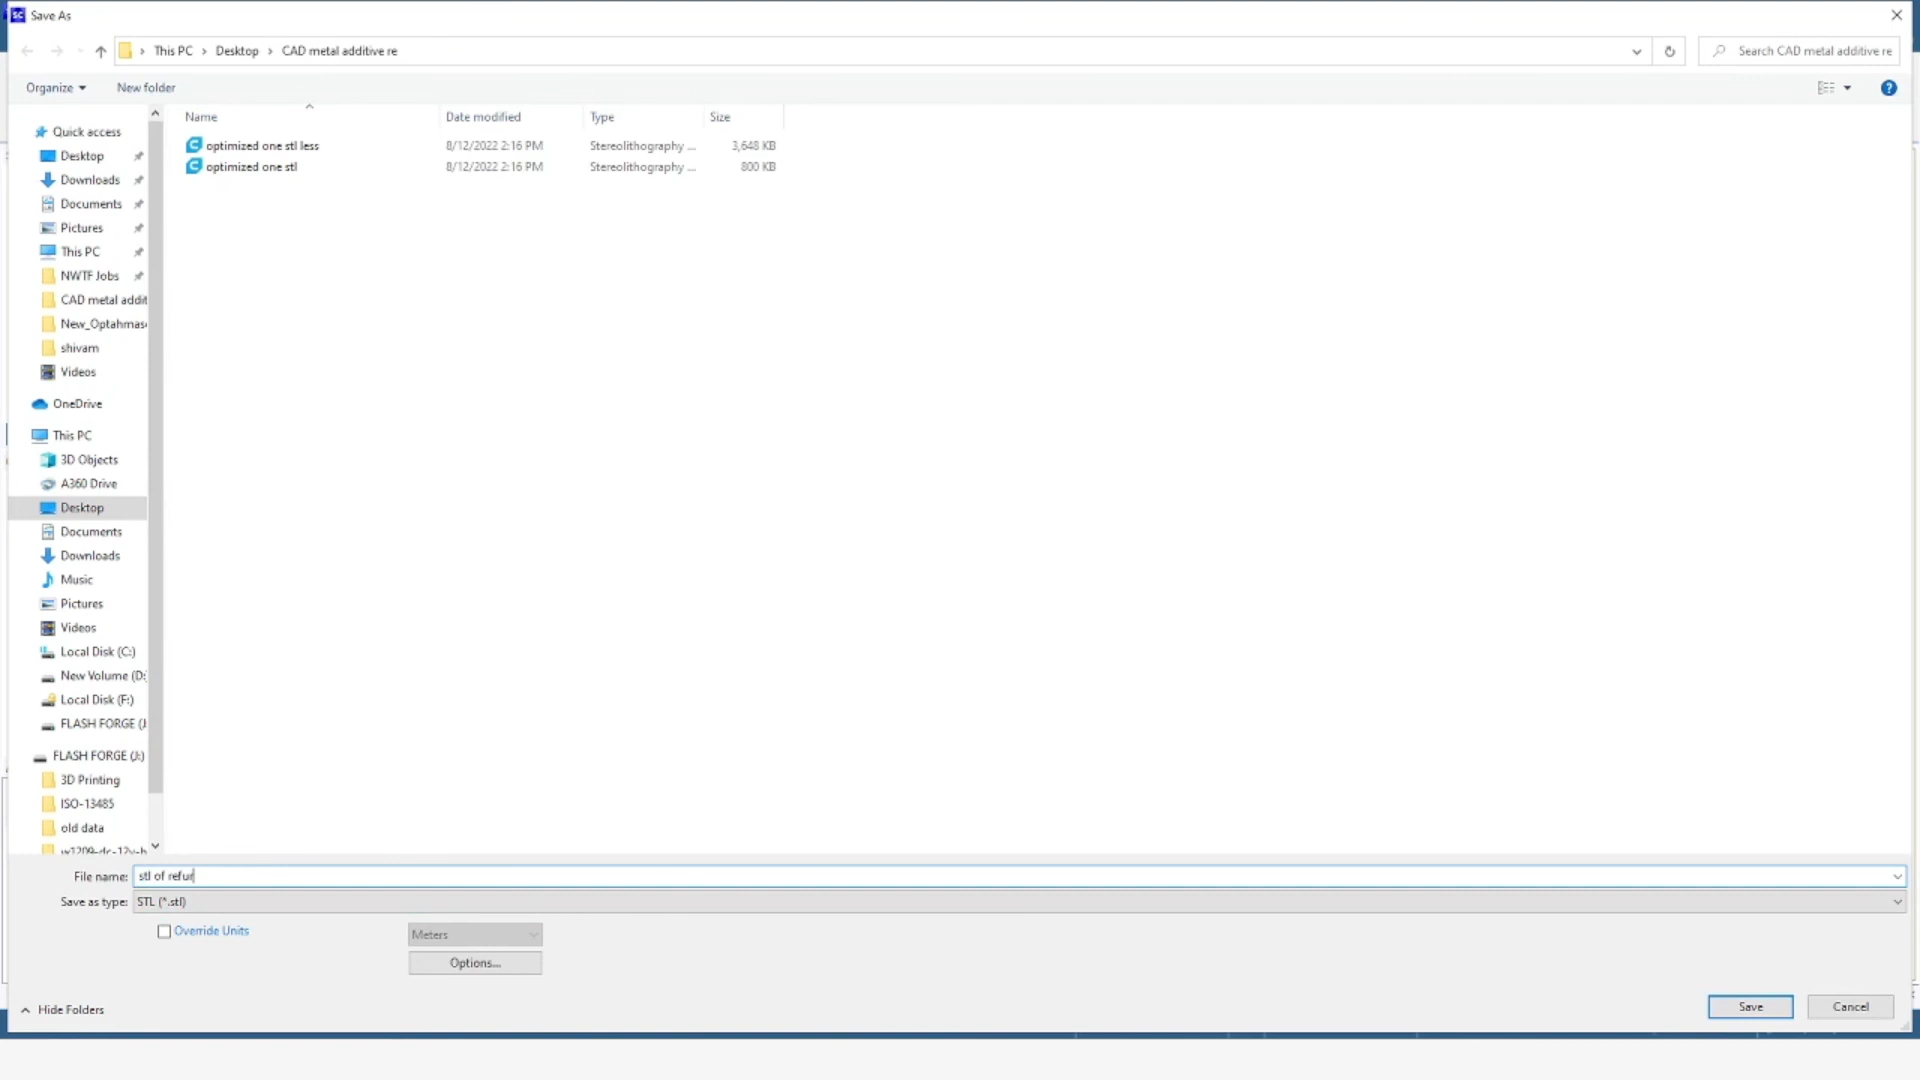 SC Save As
This PC > Desktop > CAD metal additive re
Search CAD metal additive re
Organize
New folder
Name
Date modified
Type
Size
optimized one stl less
8/12/2022 2:16 PM
Stereolithography ...
3,648 KB
optimized one stl
8/12/2022 2:16 PM
Stereolithography ...
800 KB
Quick access
Desktop
Downloads
Documents
Pictures
This PC
NWTF Jobs
CAD metal addit
New_Optahmas
shivam
Videos
OneDrive
This PC
3D Objects
A360 Drive
Desktop
Documents
Downloads
Music
Pictures
Videos
Local Disk (C:)
New Volume (D:
Local Disk (F:)
FLASH FORGE (J
FLASH FORGE (J:)
3D Printing
ISO-13485
old data
w1209-dc-12v-h
File name: stl of refur
Save as type: STL (*.stl)
Override Units
Meters
Options...
Hide Folders
Save
Cancel